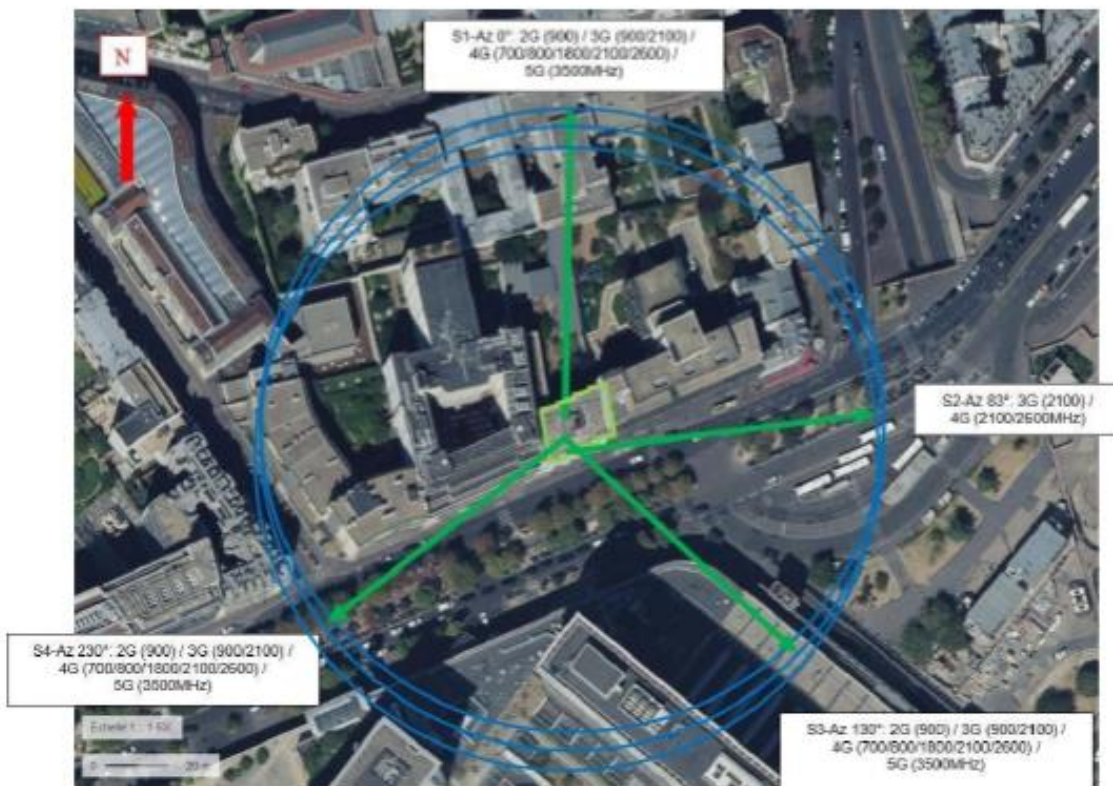 N
S1-Az 0°: 2G (900) / 3G (900/2100) /
4G (700/800/1800/2100/2600) /
5G (3500MHz)
S2-Az 83°: 3G (2100) /
4G (2100/2600MHz)
S4-Az 230°: 2G (900) / 3G (900/2100) /
4G (700/800/1800/2100/2600) /
5G (3500MHz)
S3-Az 130°: 2G (900) / 3G (900/2100) /
4G (700/800/1800/2100/2600) /
5G (3500MHz)
0 20 m